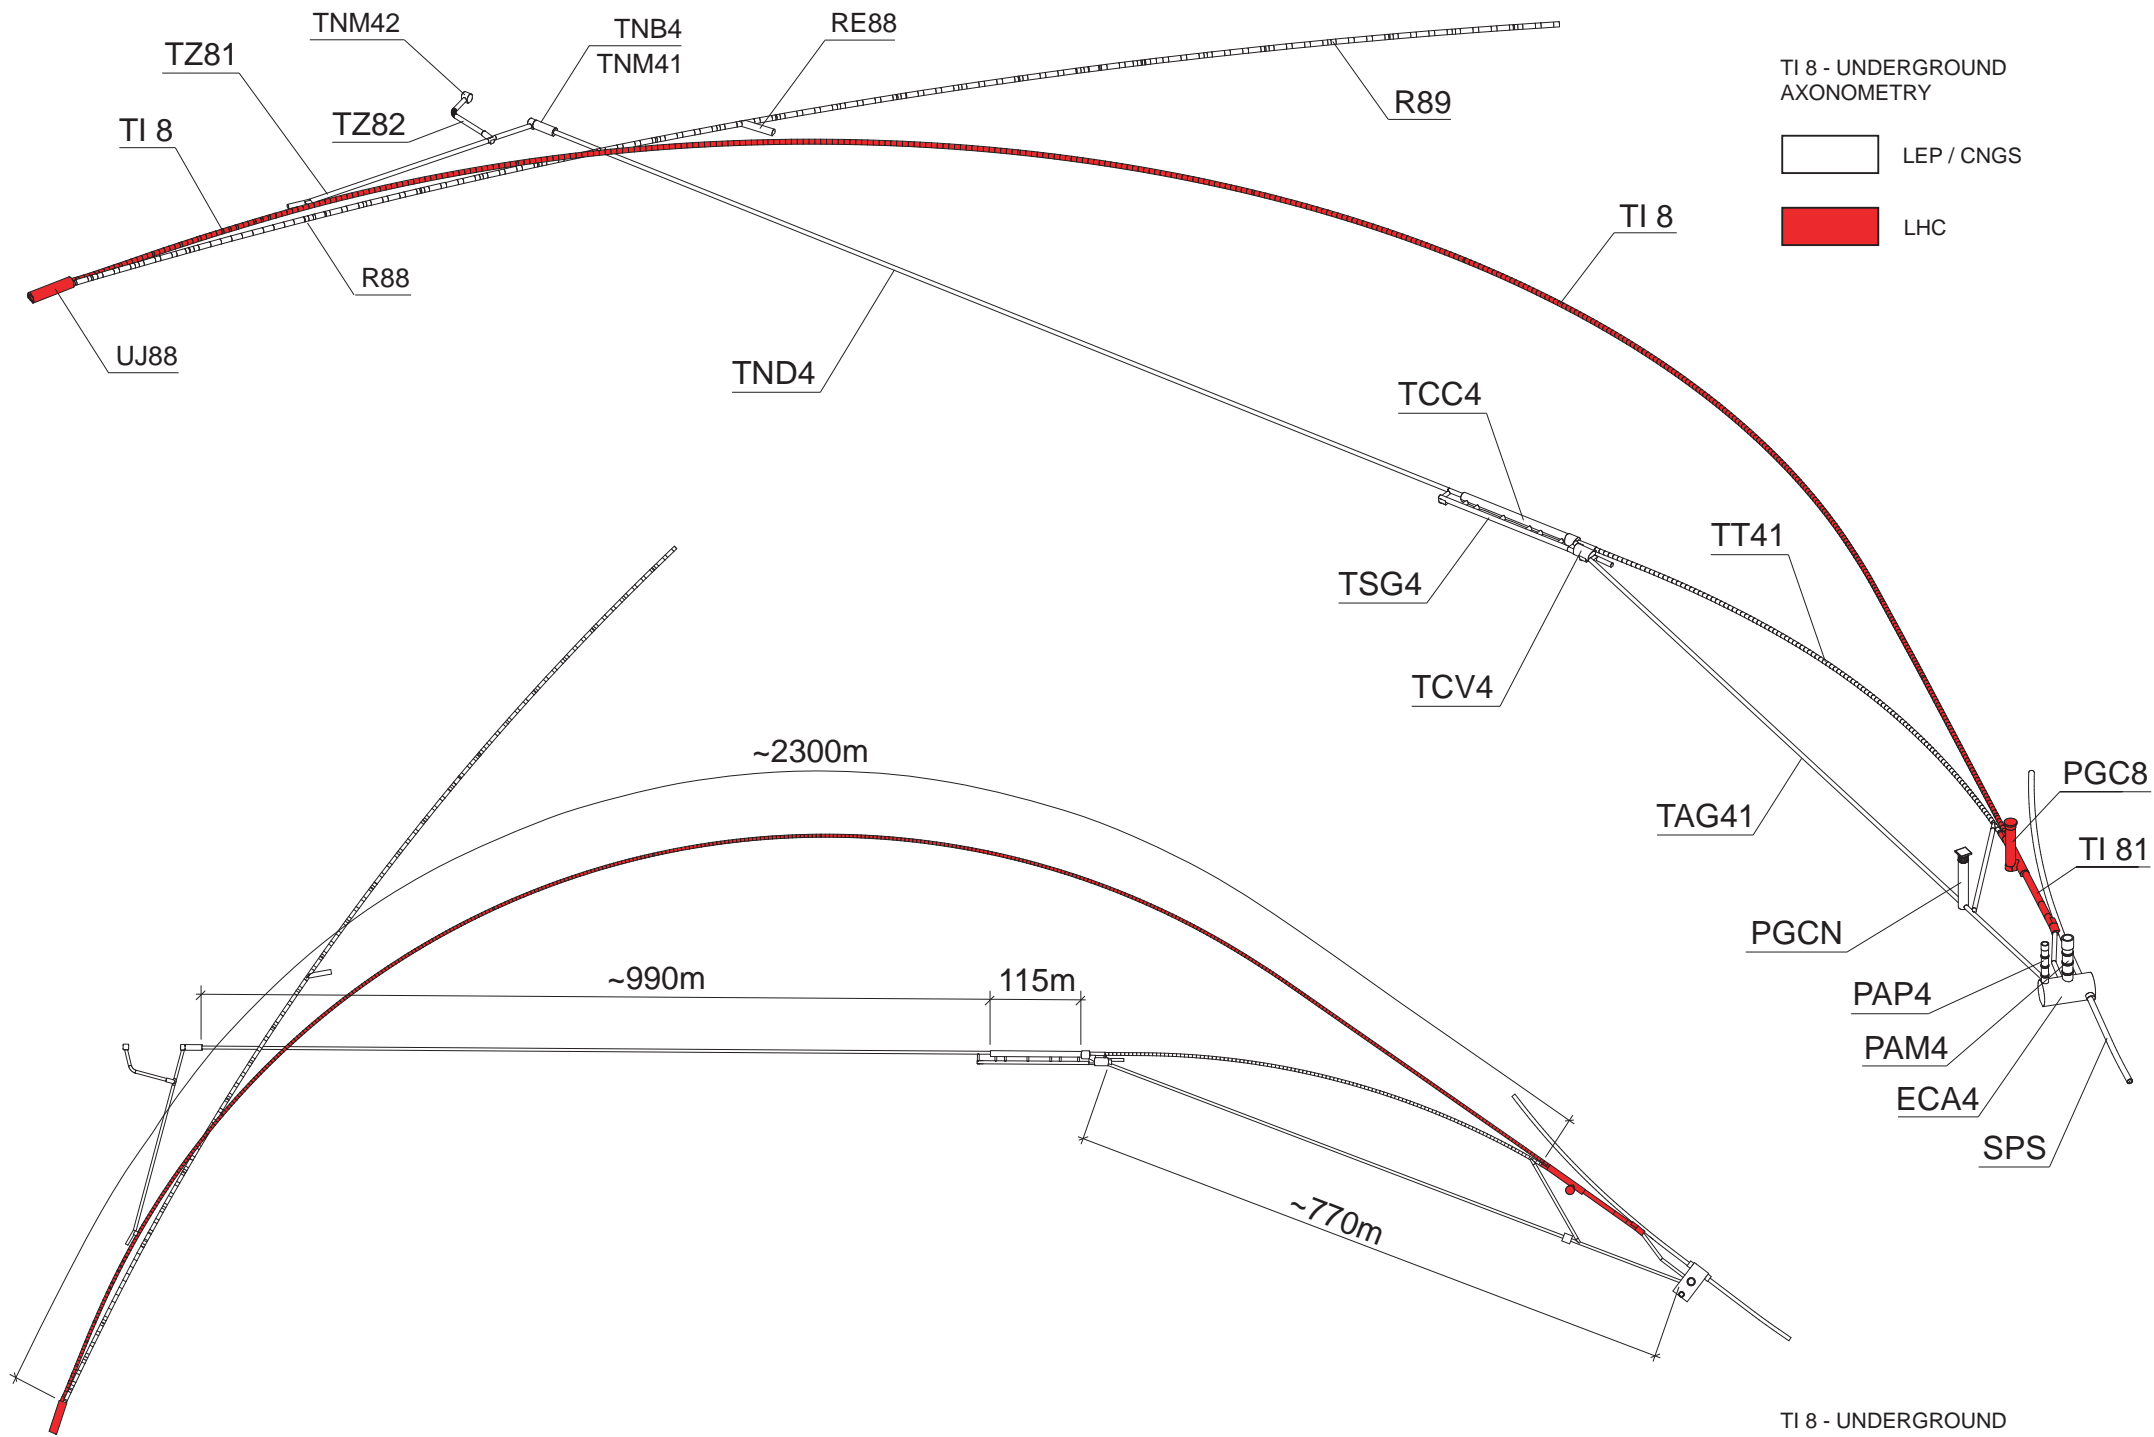 TNM42
TNB4
TNM41
RE88
TZ81
TZ82
TI 8
R89
TI 8 - UNDERGROUND
AXONOMETRY
LEP / CNGS
LHC
TI 8
R88
UJ88
TND4
TCC4
TT41
TSG4
TCV4
~2300m
PGC8
TAG41
TI 81
PGCN
~990m
115m
PAP4
PAM4
ECA4
SPS
~770m
TI 8 - UNDERGROUND